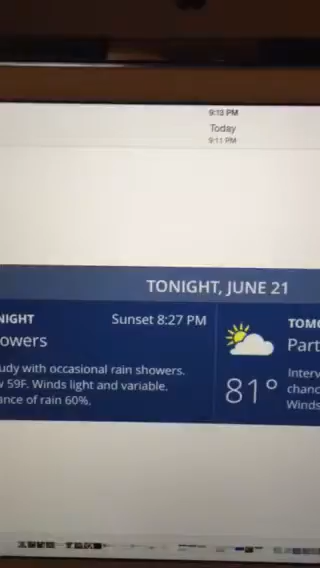 9:13 PM
Today
9:11 PM
TONIGHT, JUNE 21
NIGHT
Sunset 8:27 PM
owers
udy with occasional rain showers.
w 59F. Winds light and variable.
ance of rain 60%.
TOMO
Part
81°
Interv
chanc
Winds